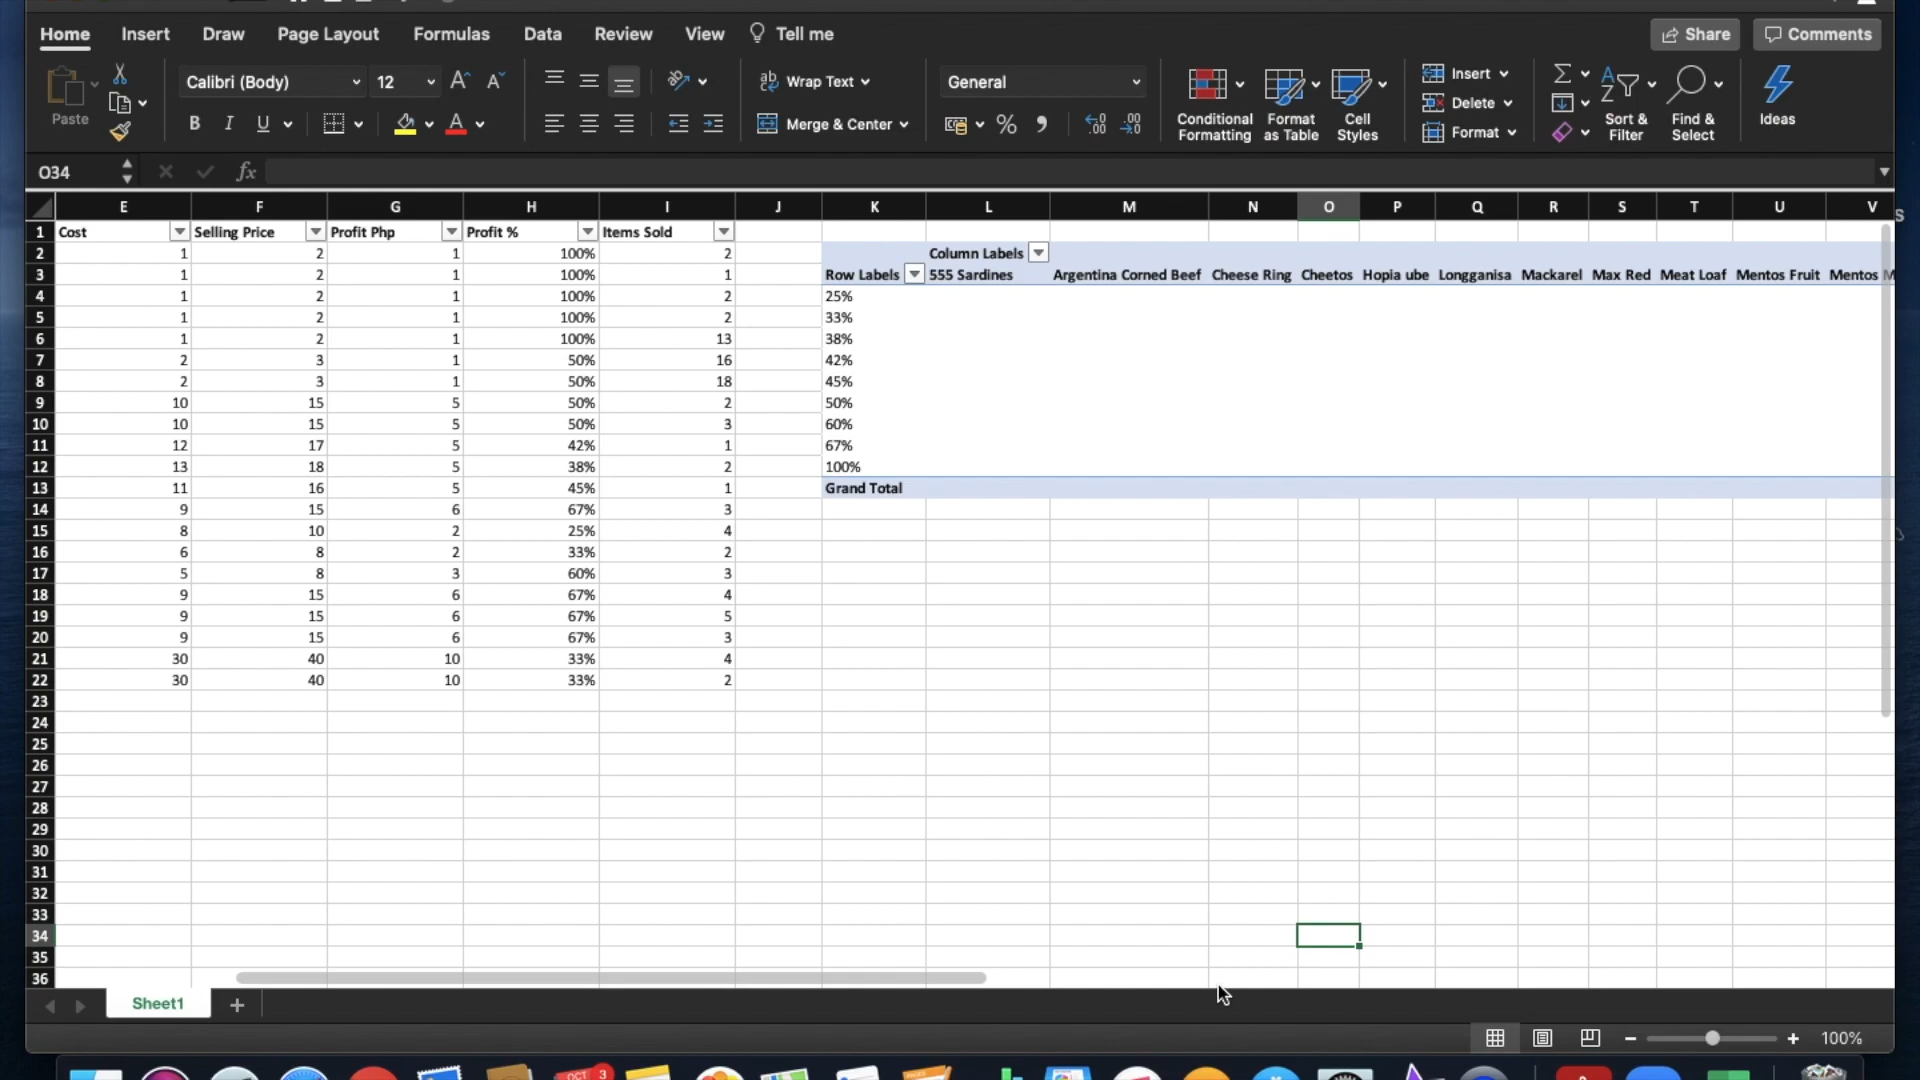 Home Insert Draw Page Layout Formulas Data Review View Tell me Share Comments
Paste Calibri (Body) 12 Wrap Text General Insert
B I U Merge & Center Conditional Formatting Format as Table Cell Styles Delete Format Sort & Filter Find & Select Ideas
O34 fx
E F G H I J K L M N O P Q R S T U V
1 Cost Selling Price Profit Php Profit % Items Sold
2 1 2 1 100% 2 Column Labels
3 1 2 1 100% 1 Row Labels 555 Sardines Argentina Corned Beef Cheese Ring Cheetos Hopia ube Longganisa Mackarel Max Red Meat Loaf Mentos Fruit Mentos M
4 1 2 1 100% 2 25%
5 1 2 1 100% 2 33%
6 1 2 1 100% 13 38%
7 2 3 1 50% 16 42%
8 2 3 1 50% 18 45%
9 10 15 5 50% 2 50%
10 10 15 5 50% 3 60%
11 12 17 5 42% 1 67%
12 13 18 5 38% 2 100%
13 11 16 5 45% 1 Grand Total
14 9 15 6 67% 3
15 8 10 2 25% 4
16 6 8 2 33% 2
17 5 8 3 60% 3
18 9 15 6 67% 4
19 9 15 6 67% 5
20 9 15 6 67% 3
21 30 40 10 33% 4
22 30 40 10 33% 2
23
24
25
26
27
28
29
30
31
32
33
34
35
36
Sheet1
100%
OCT 3